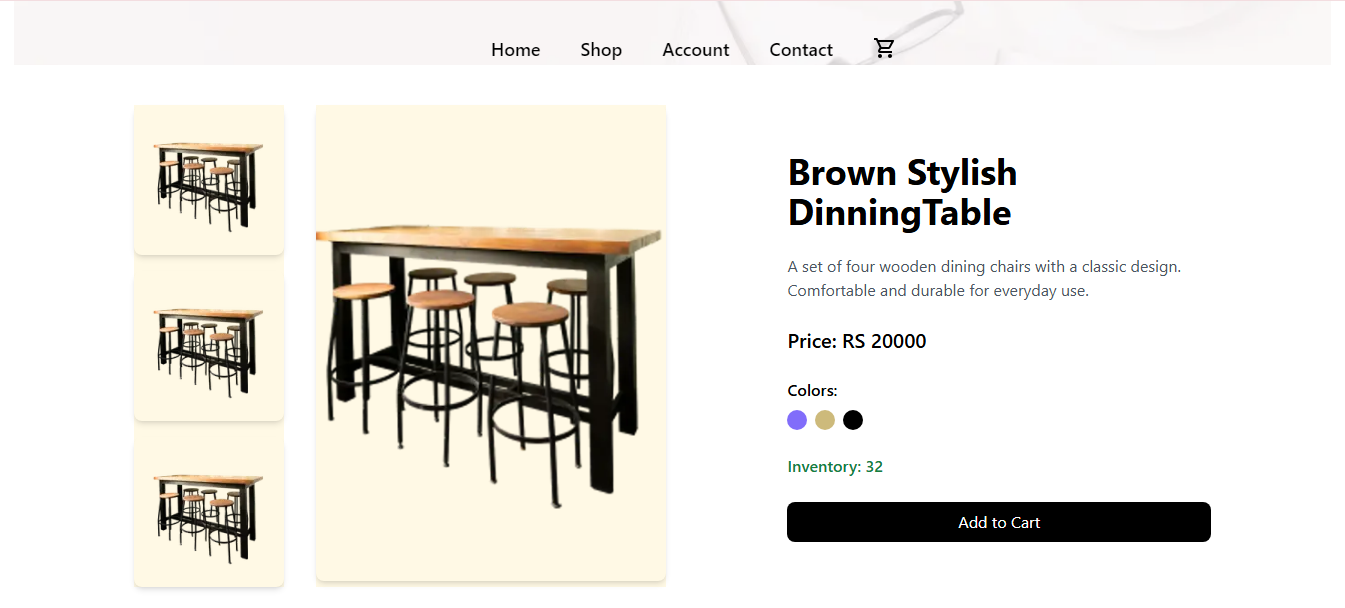 Home Shop Account Contact
Brown Stylish
DinningTable
A set of four wooden dining chairs with a classic design.
Comfortable and durable for everyday use.
Price: RS 20000
Colors:
Inventory: 32
Add to Cart